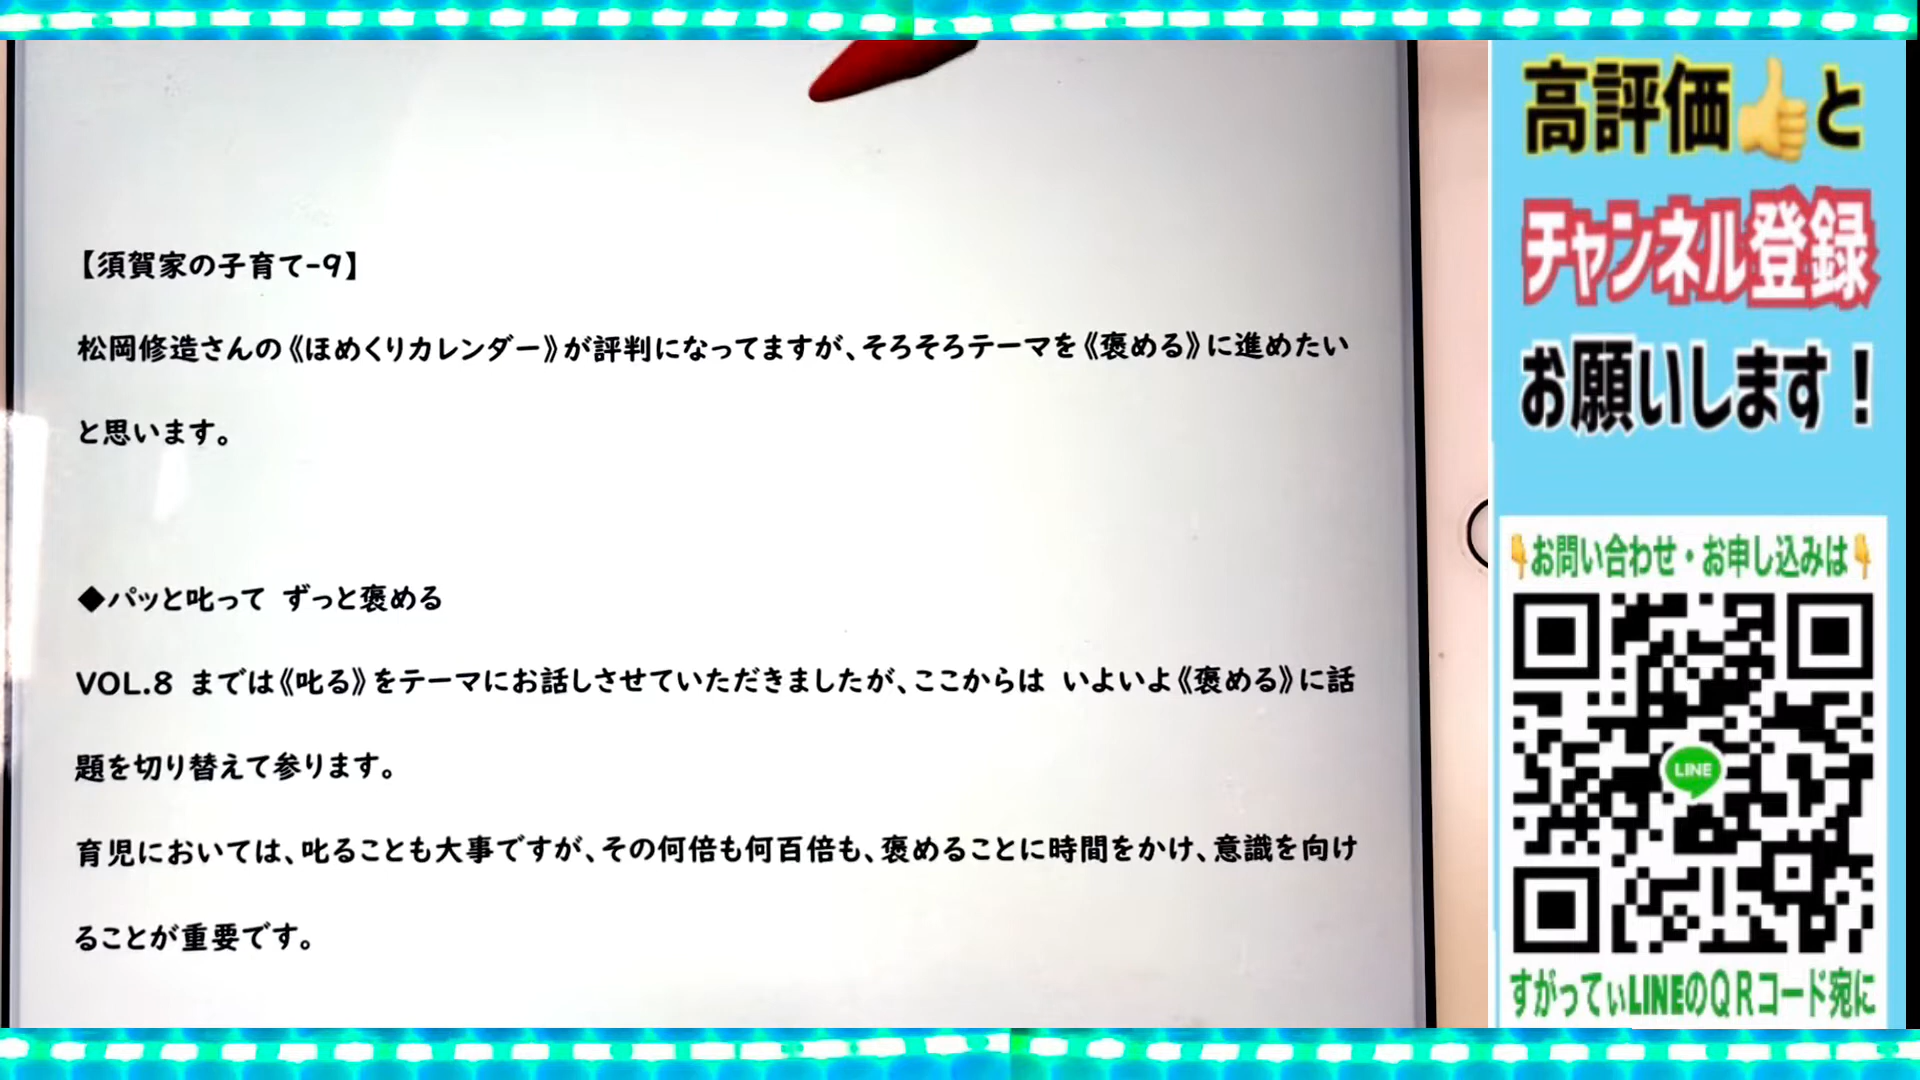 【須賀家の子育て-9】
松岡修造さんの《ほめくりカレンダー》が評判になってますが、そろそろテーマを《褒める》に進めたい
と思います。
◆パッと叱って ずっと褒める
VOL.8 までは《叱る》をテーマにお話しさせていただきましたが、ここからは いよいよ《褒める》に話
題を切り替えて参ります。
育児においては、叱ることも大事ですが、その何倍も何百倍も、褒めることに時間をかけ、意識を向け
ることが重要です。
高評価👍と
チャンネル登録
お願いします！
👇お問い合わせ・お申し込みは👇
LINE
すがってぃLINEのQRコード宛に